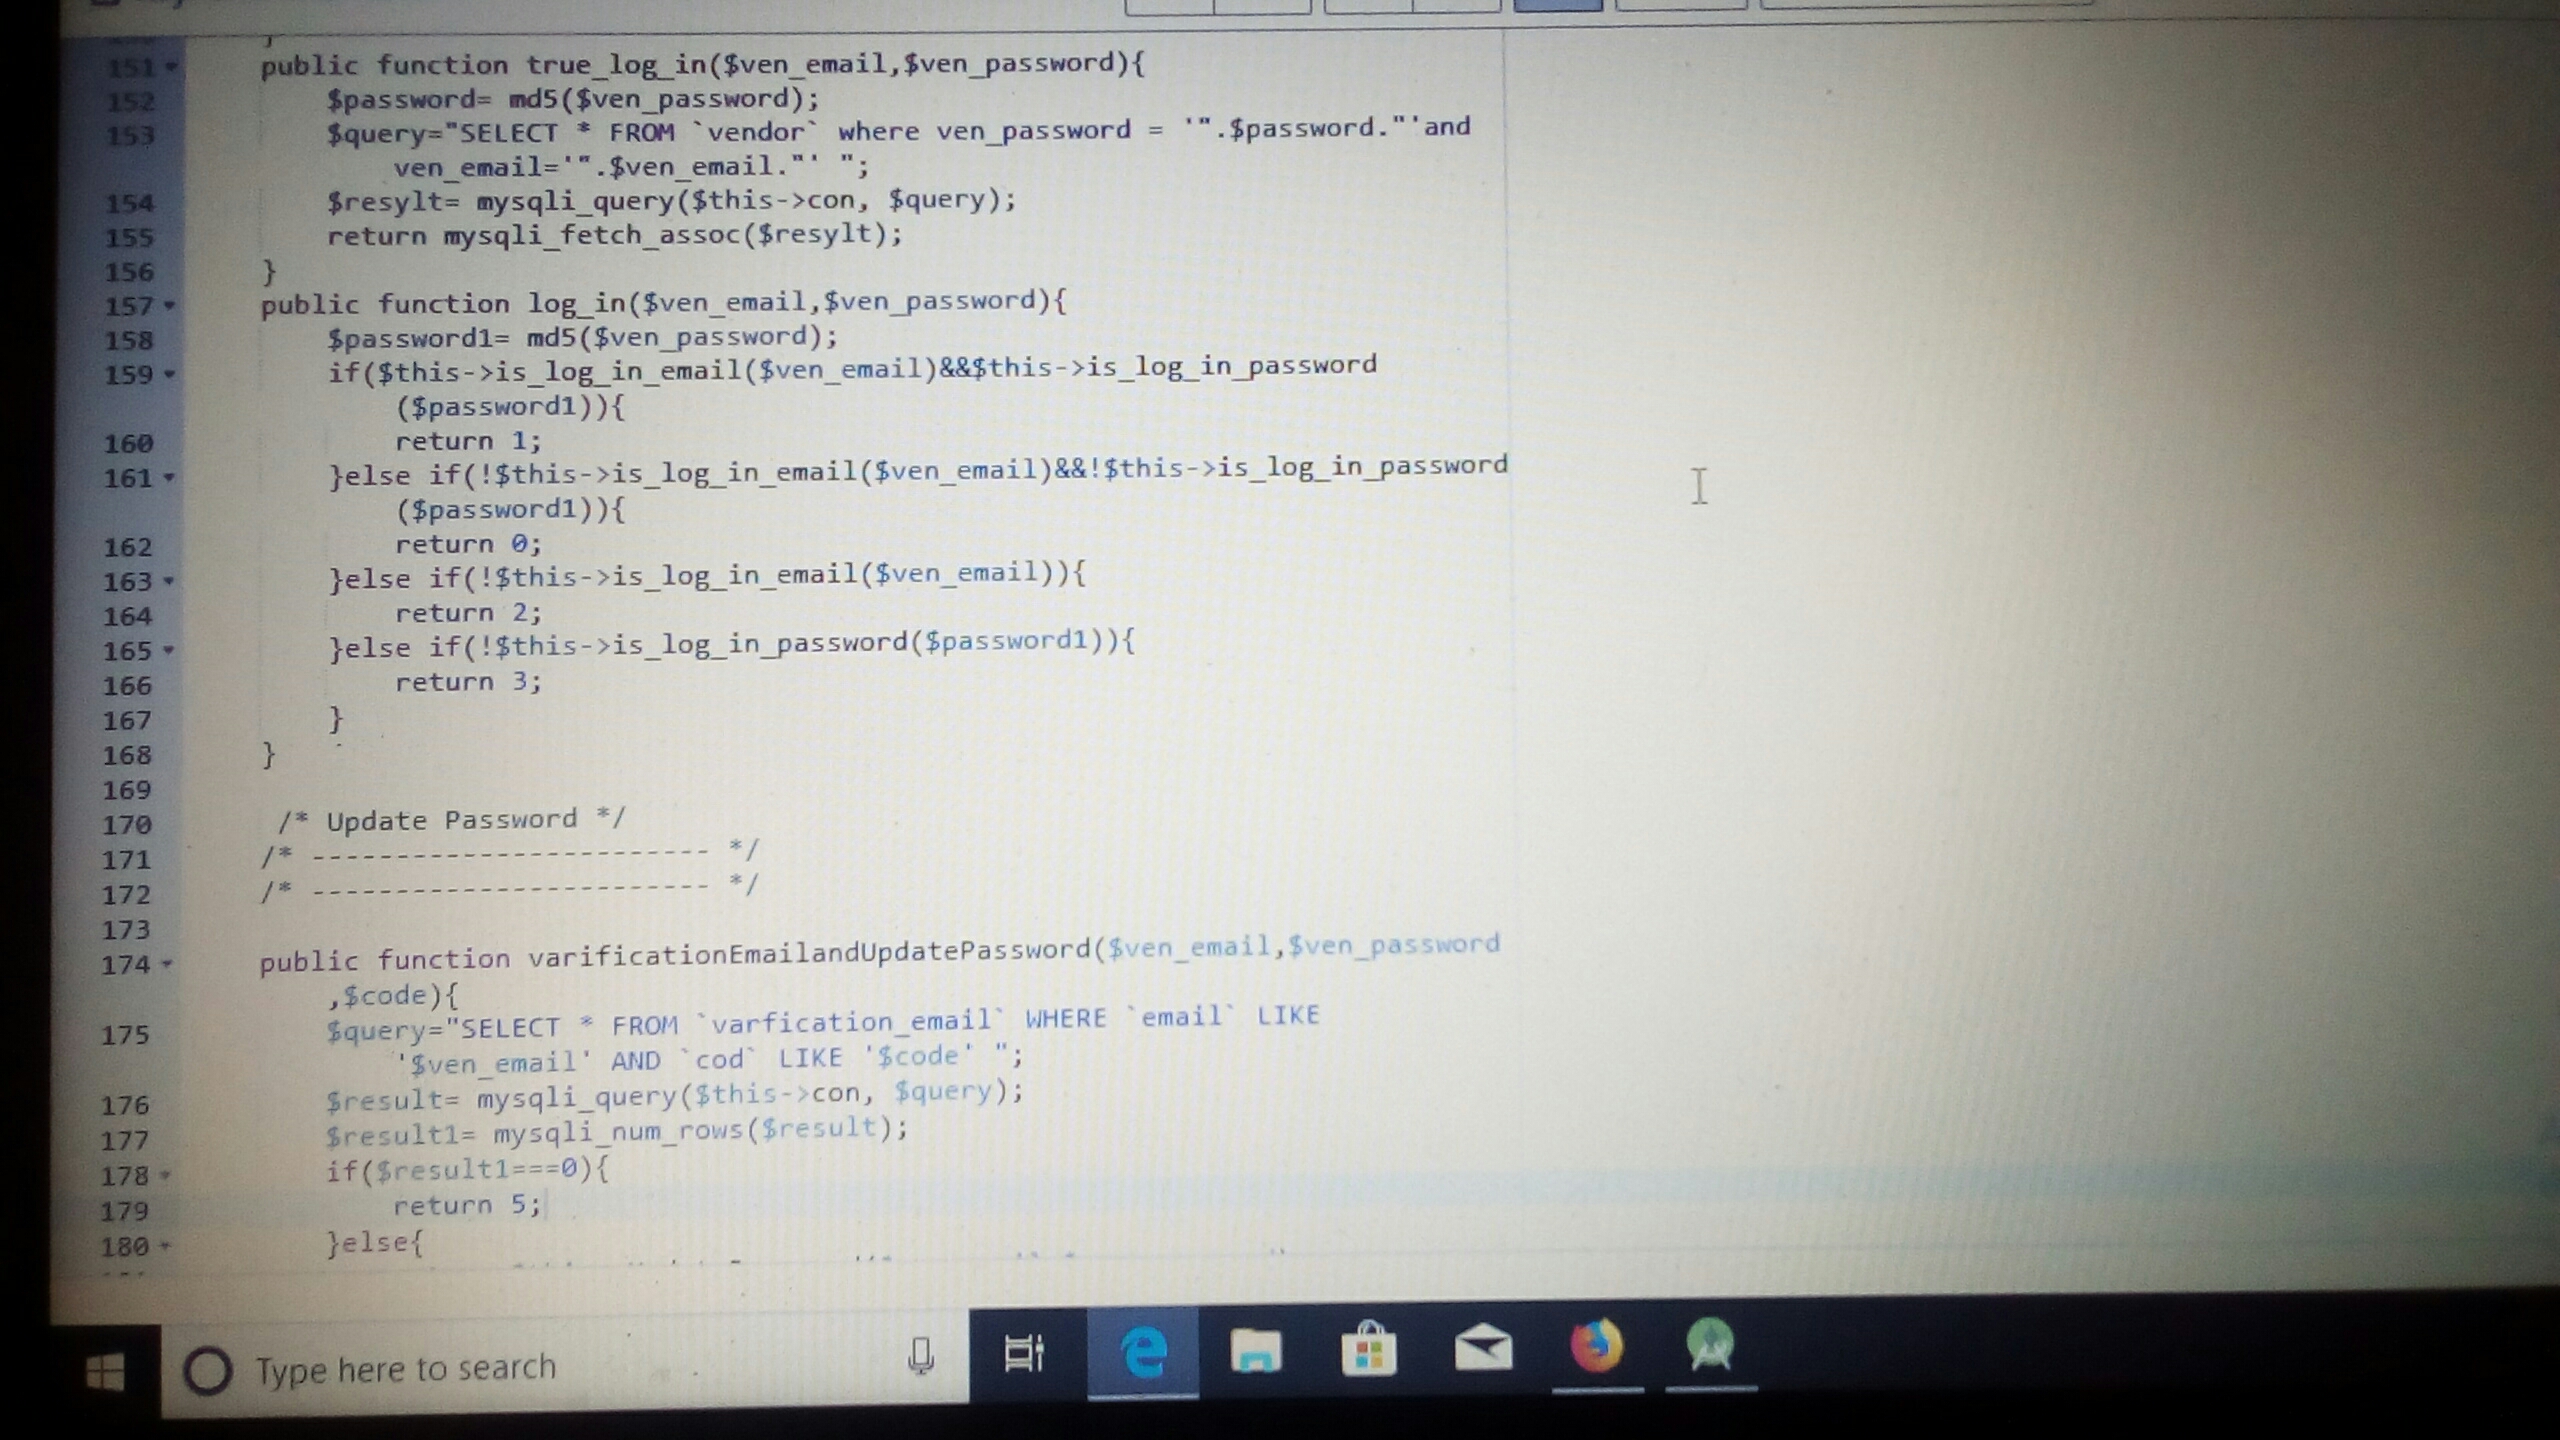 151 public function true_log_in($ven_email,$ven_password){
152 $password= md5($ven_password);
153 $query="SELECT * FROM `vendor` where ven_password = '".$password."'and
ven_email='".$ven_email."' ";
154 $resylt= mysqli_query($this->con, $query);
155 return mysqli_fetch_assoc($resylt);
156 }
157 public function log_in($ven_email,$ven_password){
158 $password1= md5($ven_password);
159 if($this->is_log_in_email($ven_email)&&$this->is_log_in_password
($password1)){
160 return 1;
161 }else if(!$this->is_log_in_email($ven_email)&&!$this->is_log_in_password
($password1)){
162 return 0;
163 }else if(!$this->is_log_in_email($ven_email)){
164 return 2;
165 }else if(!$this->is_log_in_password($password1)){
166 return 3;
167 }
168 }
169
170 /* Update Password */
171 /* ------------------------ */
172 /* ------------------------ */
173
174 public function varificationEmailandUpdatePassword($ven_email,$ven_password
,$code){
175 $query="SELECT * FROM `varfication_email` WHERE `email` LIKE
'$ven_email' AND `cod` LIKE '$code' ";
176 $result= mysqli_query($this->con, $query);
177 $result1= mysqli_num_rows($result);
178 if($result1===0){
179 return 5;
180 }else{
Type here to search